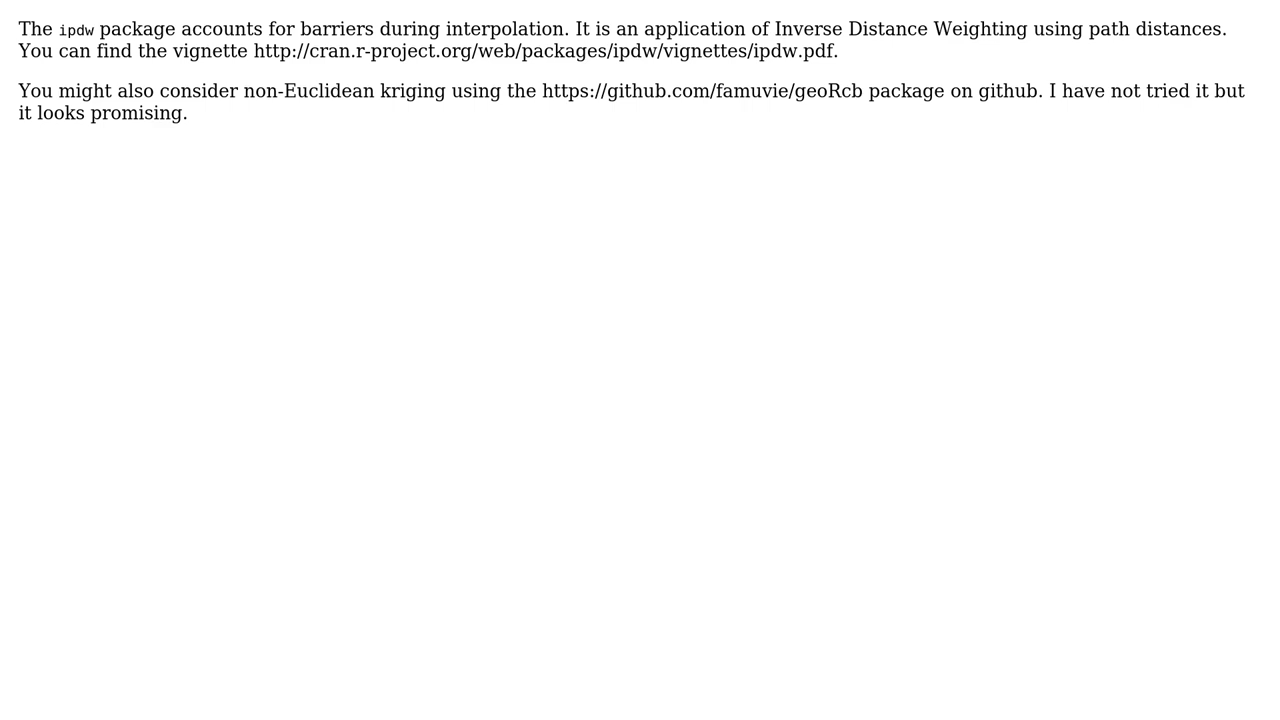 The ipdw package accounts for barriers during interpolation. It is an application of Inverse Distance Weighting using path distances.
You can find the vignette http://cran.r-project.org/web/packages/ipdw/vignettes/ipdw.pdf.
You might also consider non-Euclidean kriging using the https://github.com/famuvie/geoRcb package on github. I have not tried it but
it looks promising.